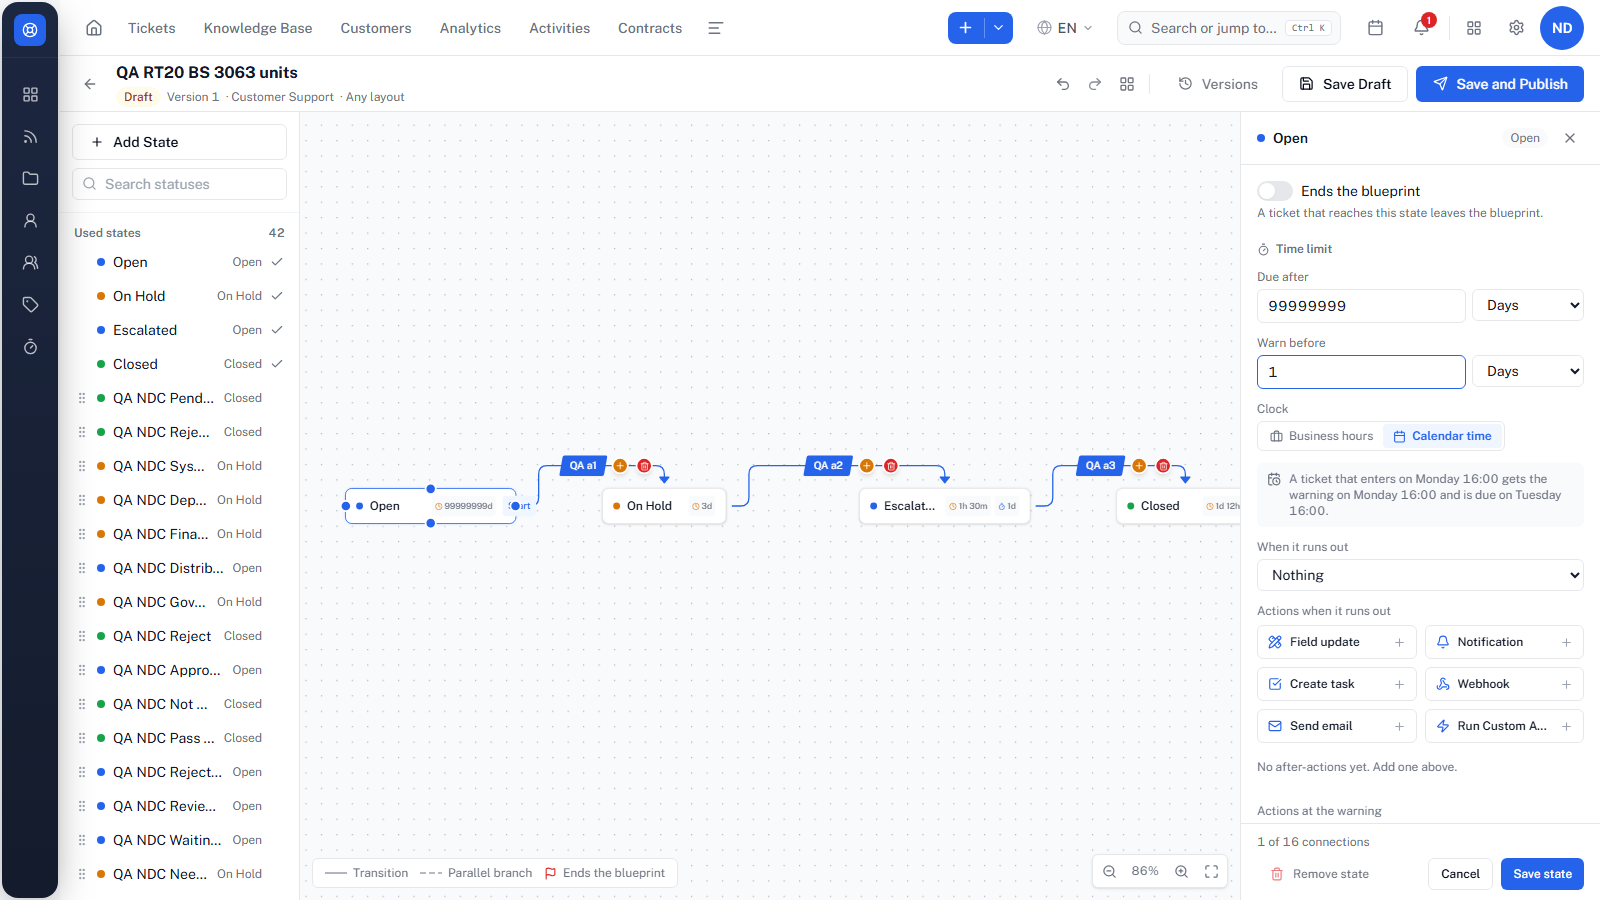 Tickets
Knowledge Base
Customers
Analytics
Activities
Contracts
EN
Search or jump to...
Ctrl K
1
ND
QA RT20 BS 3063 units
Draft
Version 1 · Customer Support · Any layout
Versions
Save Draft
Save and Publish
Add State
Search statuses
Used states 42
Open Open
On Hold On Hold
Escalated Open
Closed Closed
QA NDC Pend... Closed
QA NDC Reje... Closed
QA NDC Sys... On Hold
QA NDC Dep... On Hold
QA NDC Fina... On Hold
QA NDC Distrib... Open
QA NDC Gov... On Hold
QA NDC Reject Closed
QA NDC Appro... Open
QA NDC Not ... Closed
QA NDC Pass ... Closed
QA NDC Reject... Open
QA NDC Revie... Open
QA NDC Waitin... Open
QA NDC Nee... On Hold
QA a1
QA a2
QA a3
Open 99999999d
On Hold 3d
Escalat... 1h 30m 1d
Closed 1d 12h
Transition
Parallel branch
Ends the blueprint
86%
Open
Open
Ends the blueprint
A ticket that reaches this state leaves the blueprint.
Time limit
Due after
99999999 Days
Warn before
1 Days
Clock
Business hours
Calendar time
A ticket that enters on Monday 16:00 gets the
warning on Monday 16:00 and is due on Tuesday
16:00.
When it runs out
Nothing
Actions when it runs out
Field update
Notification
Create task
Webhook
Send email
Run Custom A...
No after-actions yet. Add one above.
Actions at the warning
1 of 16 connections
Remove state
Cancel
Save state